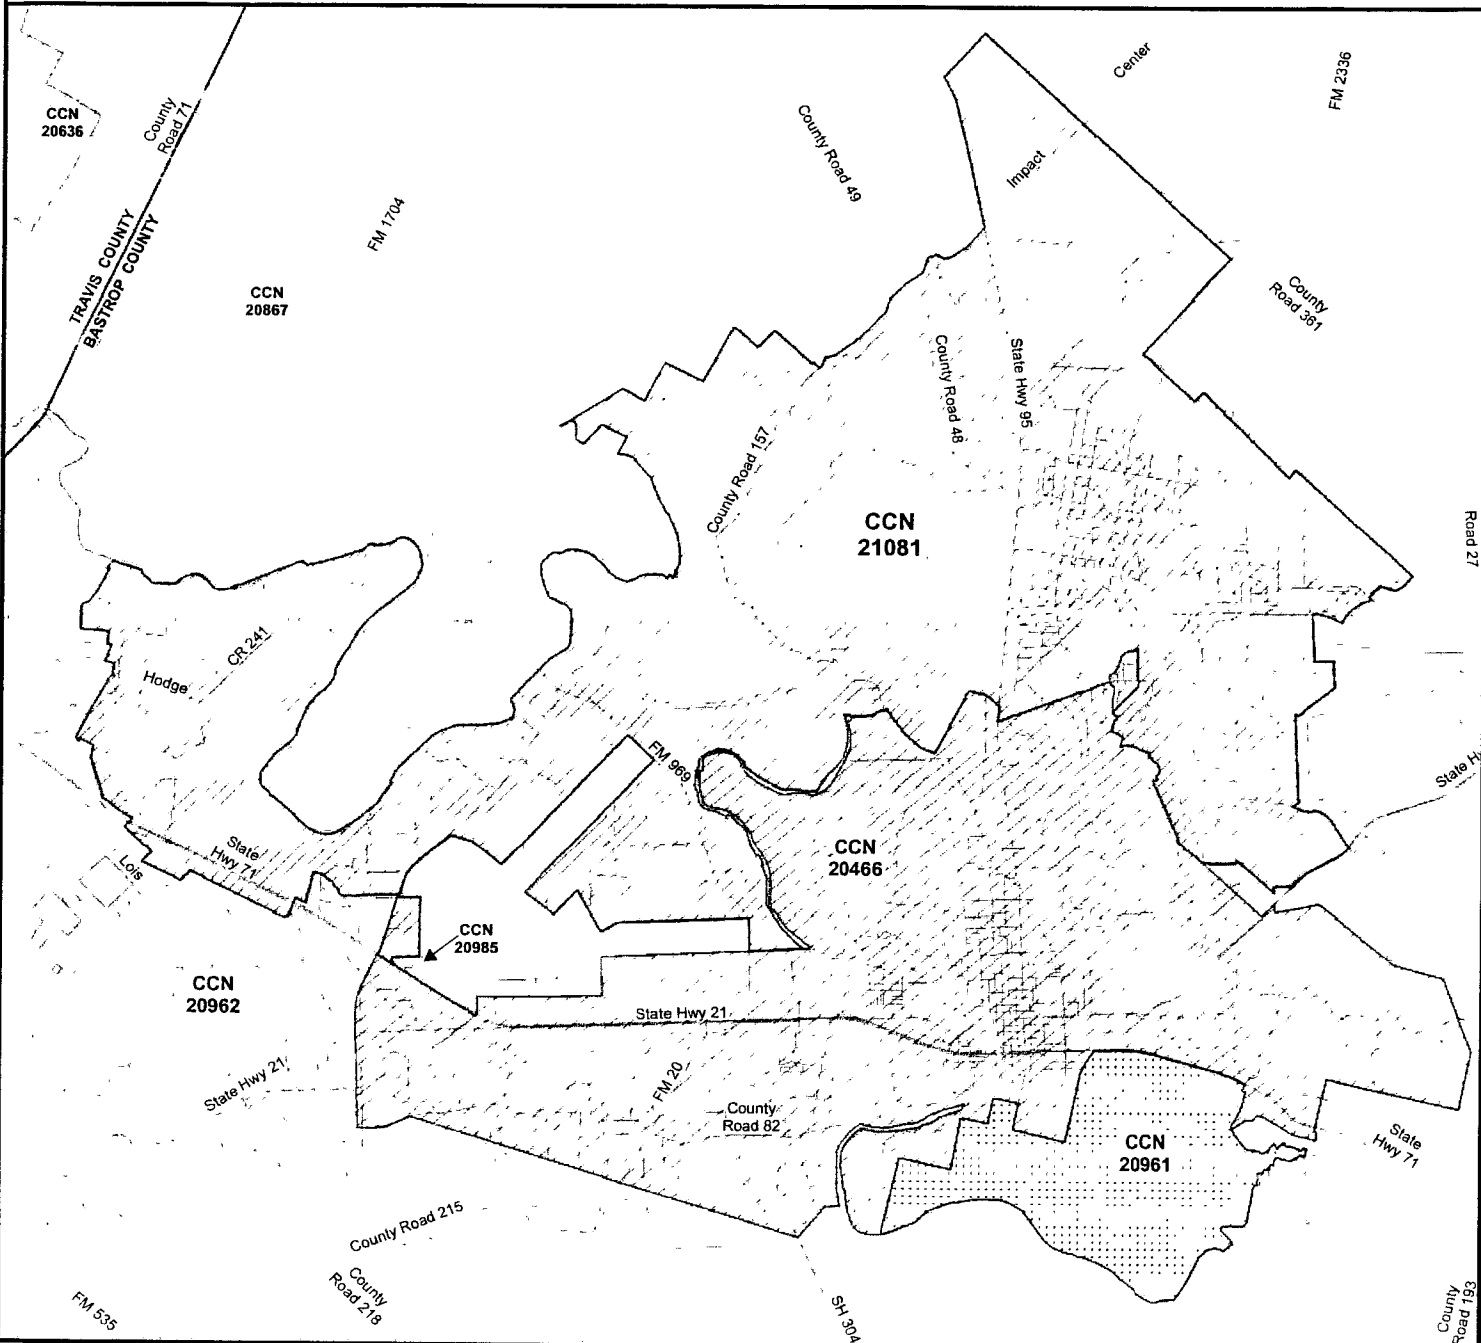 Center
FM 2336
CCN
20636
County
Road 71
County Road 49
Impact
FM 1704
TRAVIS COUNTY
BASTROP COUNTY
CCN
20867
County
Road 361
County Road 48
State Hwy 95
County Road 157
CCN
21081
Road 27
CR 241
Hodge
FM 969
State H
State
Hwy 71
Lois
CCN
20466
CCN
20985
CCN
20962
State Hwy 21
State Hwy 21
FM 20
County
Road 82
CCN
20961
State
Hwy 71
County Road 215
County
Road 218
FM 535
SH 304
County
Road 193